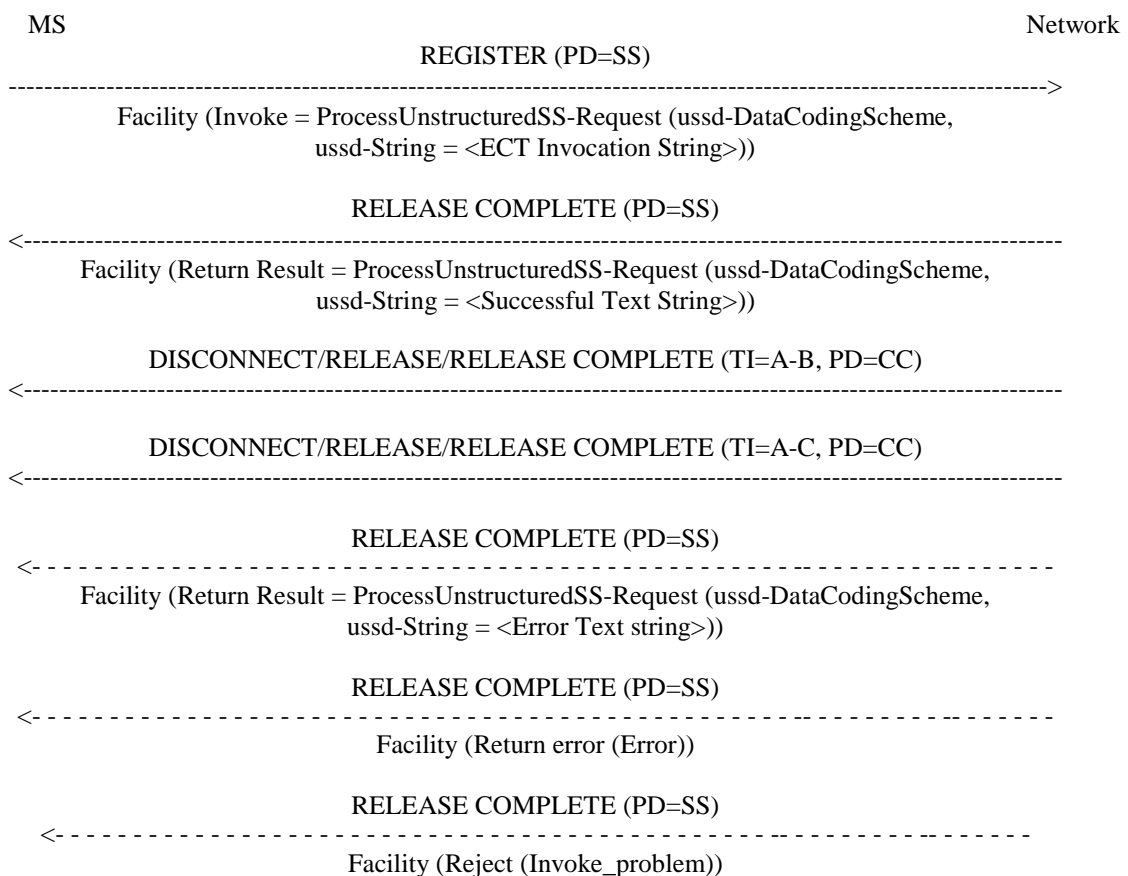 MS Network
REGISTER (PD=SS)
Facility (Invoke = ProcessUnstructuredSS-Request (ussd-DataCodingScheme,
ussd-String = <ECT Invocation String>))
RELEASE COMPLETE (PD=SS)
Facility (Return Result = ProcessUnstructuredSS-Request (ussd-DataCodingScheme,
ussd-String = <Successful Text String>))
DISCONNECT/RELEASE/RELEASE COMPLETE (TI=A-B, PD=CC)
DISCONNECT/RELEASE/RELEASE COMPLETE (TI=A-C, PD=CC)
RELEASE COMPLETE (PD=SS)
Facility (Return Result = ProcessUnstructuredSS-Request (ussd-DataCodingScheme,
ussd-String = <Error Text string>))
RELEASE COMPLETE (PD=SS)
Facility (Return error (Error))
RELEASE COMPLETE (PD=SS)
Facility (Reject (Invoke_problem))